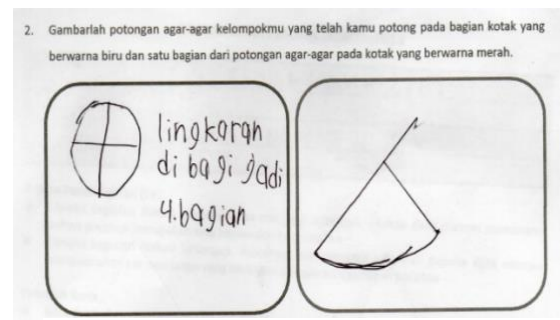 2. Gambarlah potongan agar-agar kelompokmu yang telah kamu potong pada bagian kotak yang
berwarna biru dan satu bagian dari potongan agar-agar pada kotak yang berwarna merah.
lingkaran
di bagi jadi
4.bagian